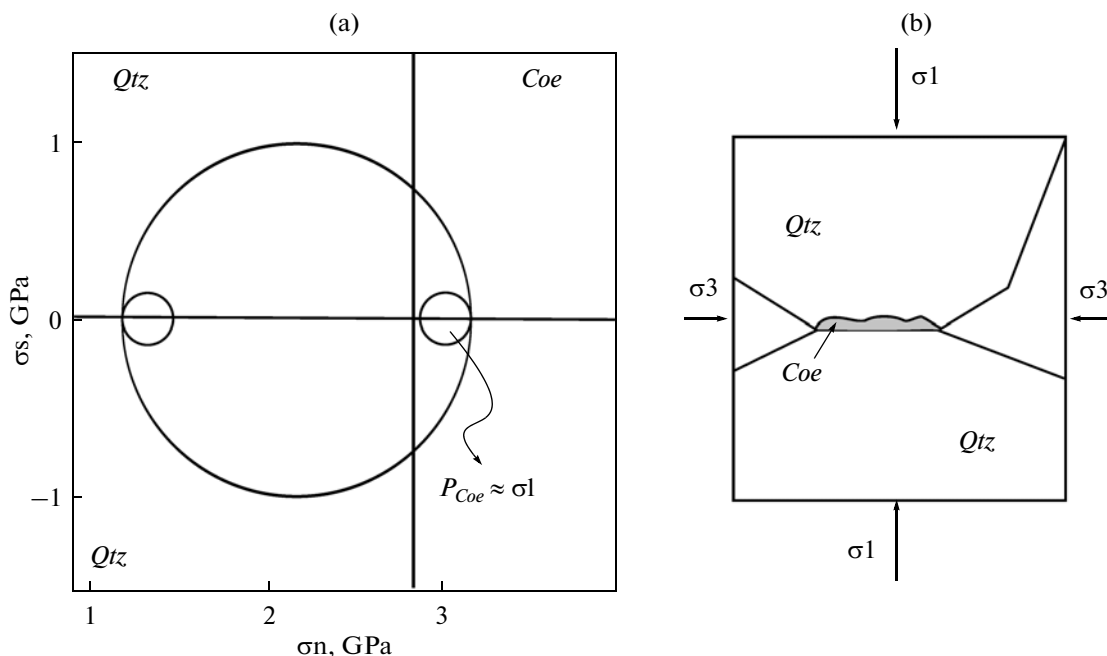 (a)
Qtz
Coe
1
0
−1
σs, GPa
P_Coe ≈ σl
Qtz
1
2
3
σn, GPa
(b)
σ1
Qtz
σ3
σ3
Coe
Qtz
σ1